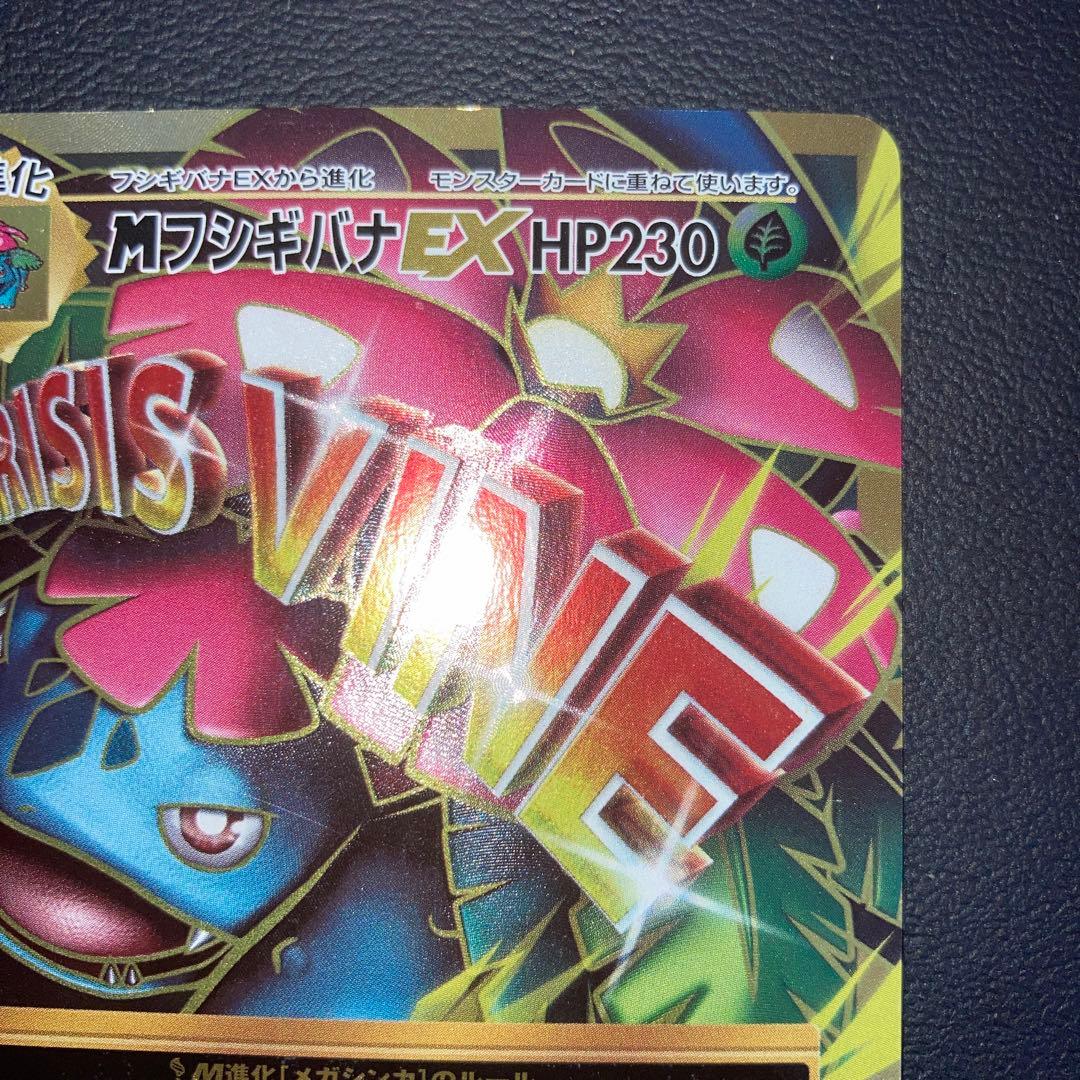 進化
フシギバナEXから進化 モンスターカードに重ねて使います。
MフシギバナEX HP230
RISIS VINE
M進化[メガシンカ]のルール